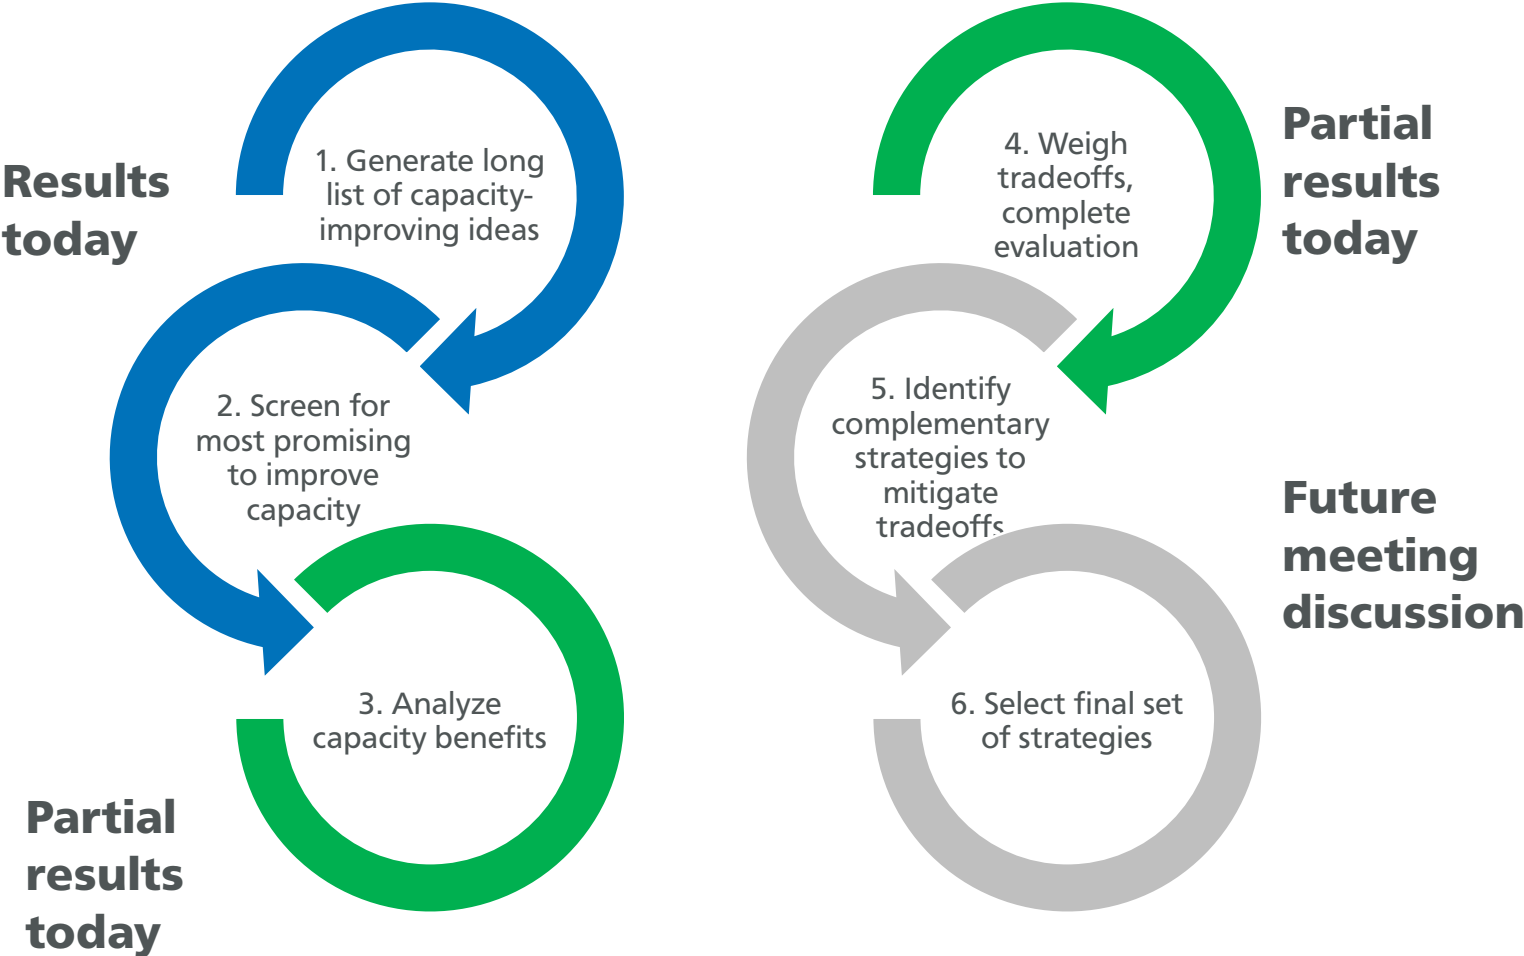 Results
today
1. Generate long
list of capacity-
improving ideas
2. Screen for
most promising
to improve
capacity
3. Analyze
capacity benefits
Partial
results
today
4. Weigh
tradeoffs,
complete
evaluation
Partial
results
today
5. Identify
complementary
strategies to
mitigate
tradeoffs
Future
meeting
discussion
6. Select final set
of strategies